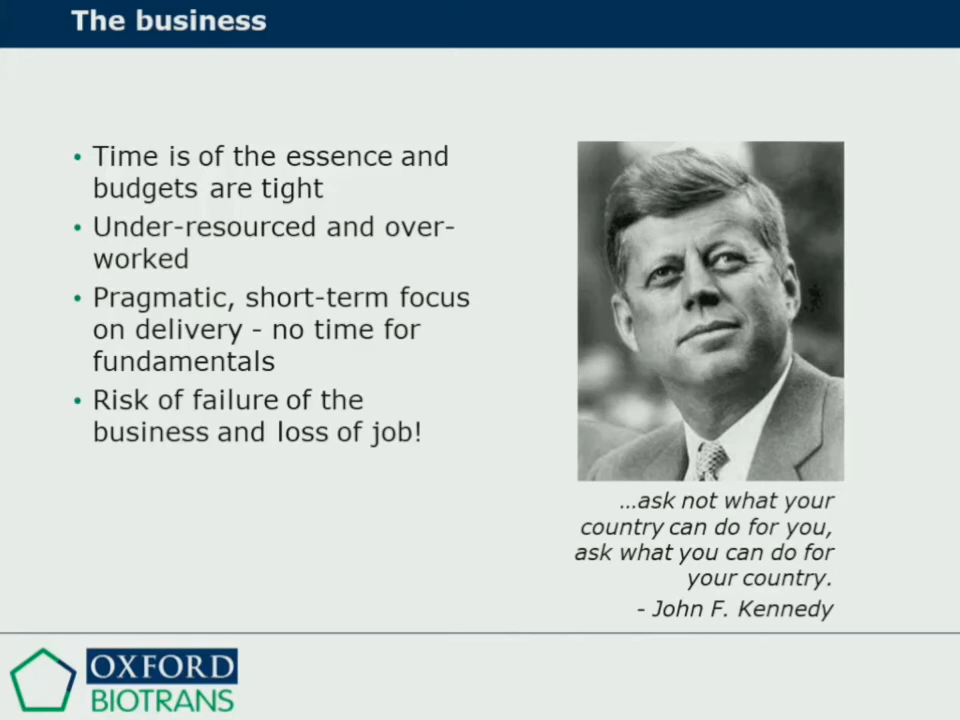 The business
• Time is of the essence and
budgets are tight
• Under-resourced and over-
worked
• Pragmatic, short-term focus
on delivery - no time for
fundamentals
• Risk of failure of the
business and loss of job!
...ask not what your
country can do for you,
ask what you can do for
your country.
- John F. Kennedy
OXFORD
BIOTRANS